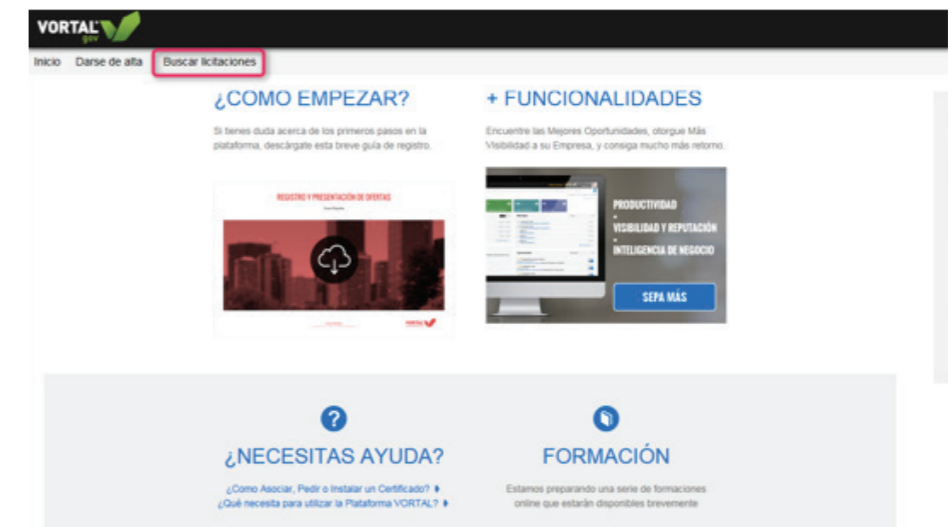 VORTAL
gov
Inicio Darse de alta Buscar licitaciones
¿COMO EMPEZAR?
Si tienes duda acerca de los primeros pasos en la
plataforma, descárgate esta breve guía de registro.
REGISTRO Y PRESENTACIÓN DE OFERTAS
+ FUNCIONALIDADES
Encuentre las Mejores Oportunidades, otorgue Más
Visibilidad a su Empresa, y consiga mucho más retorno.
PRODUCTIVIDAD
+
VISIBILIDAD Y REPUTACIÓN
+
INTELIGENCIA DE NEGOCIO
SEPA MÁS
¿NECESITAS AYUDA?
¿Como Asociar, Pedir o Instalar un Certificado?
¿Qué necesita para utilizar la Plataforma VORTAL?
FORMACIÓN
Estamos preparando una serie de formaciones
online que estarán disponibles brevemente